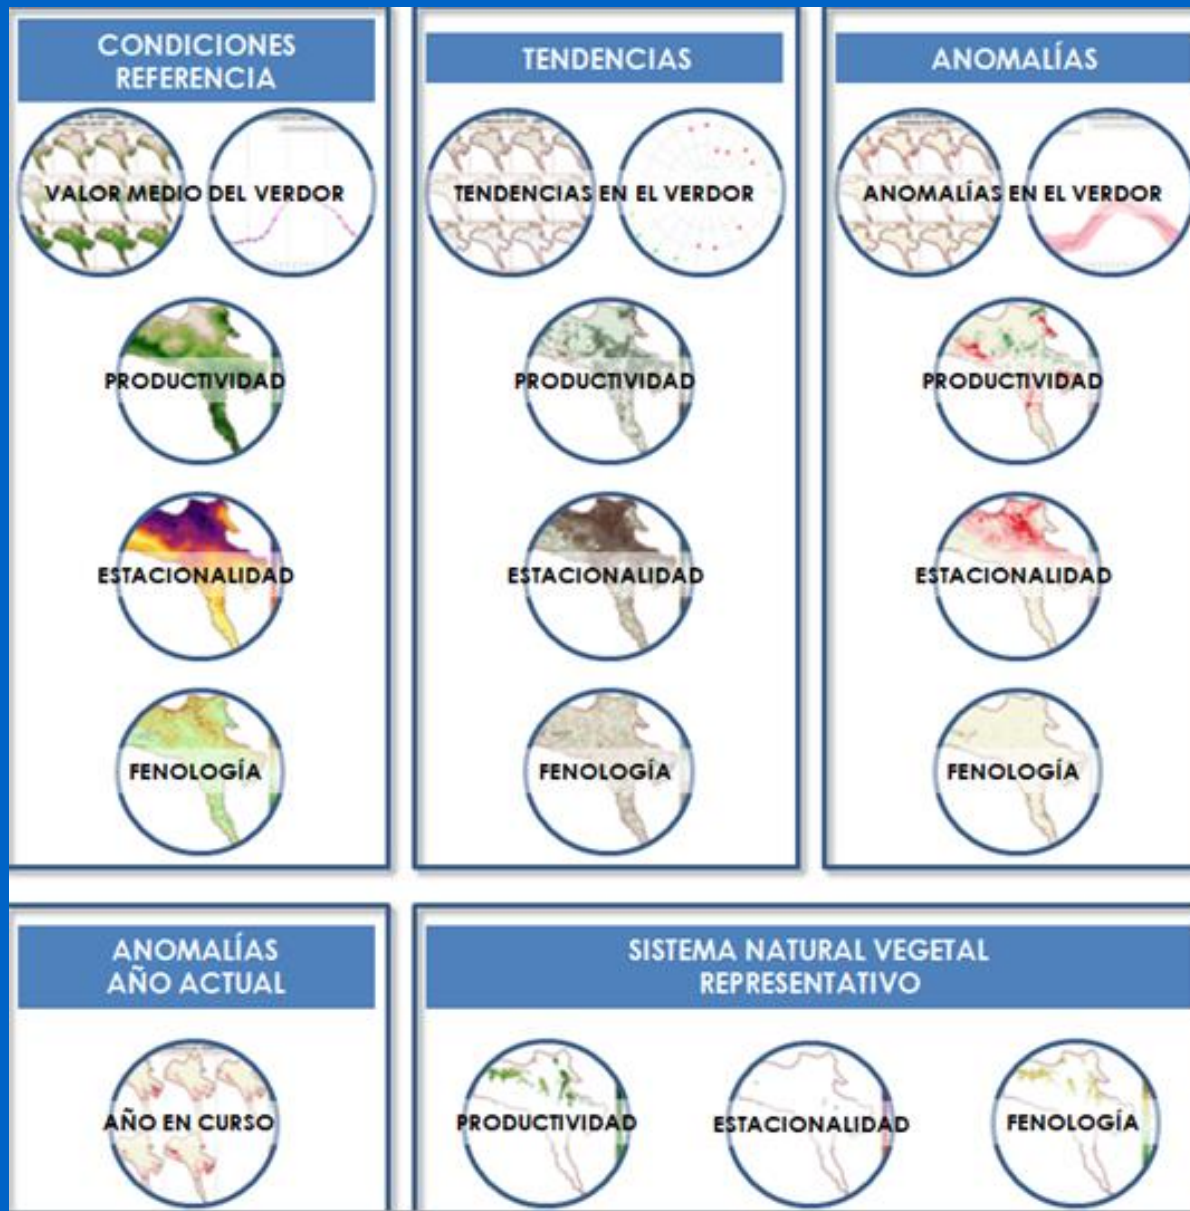 CONDICIONES
REFERENCIA
VALOR MEDIO DEL VERDOR
PRODUCTIVIDAD
ESTACIONALIDAD
FENOLOGÍA
TENDENCIAS
TENDENCIAS EN EL VERDOR
PRODUCTIVIDAD
ESTACIONALIDAD
FENOLOGÍA
ANOMALÍAS
ANOMALÍAS EN EL VERDOR
PRODUCTIVIDAD
ESTACIONALIDAD
FENOLOGÍA
ANOMALÍAS
AÑO ACTUAL
AÑO EN CURSO
SISTEMA NATURAL VEGETAL
REPRESENTATIVO
PRODUCTIVIDAD
ESTACIONALIDAD
FENOLOGÍA